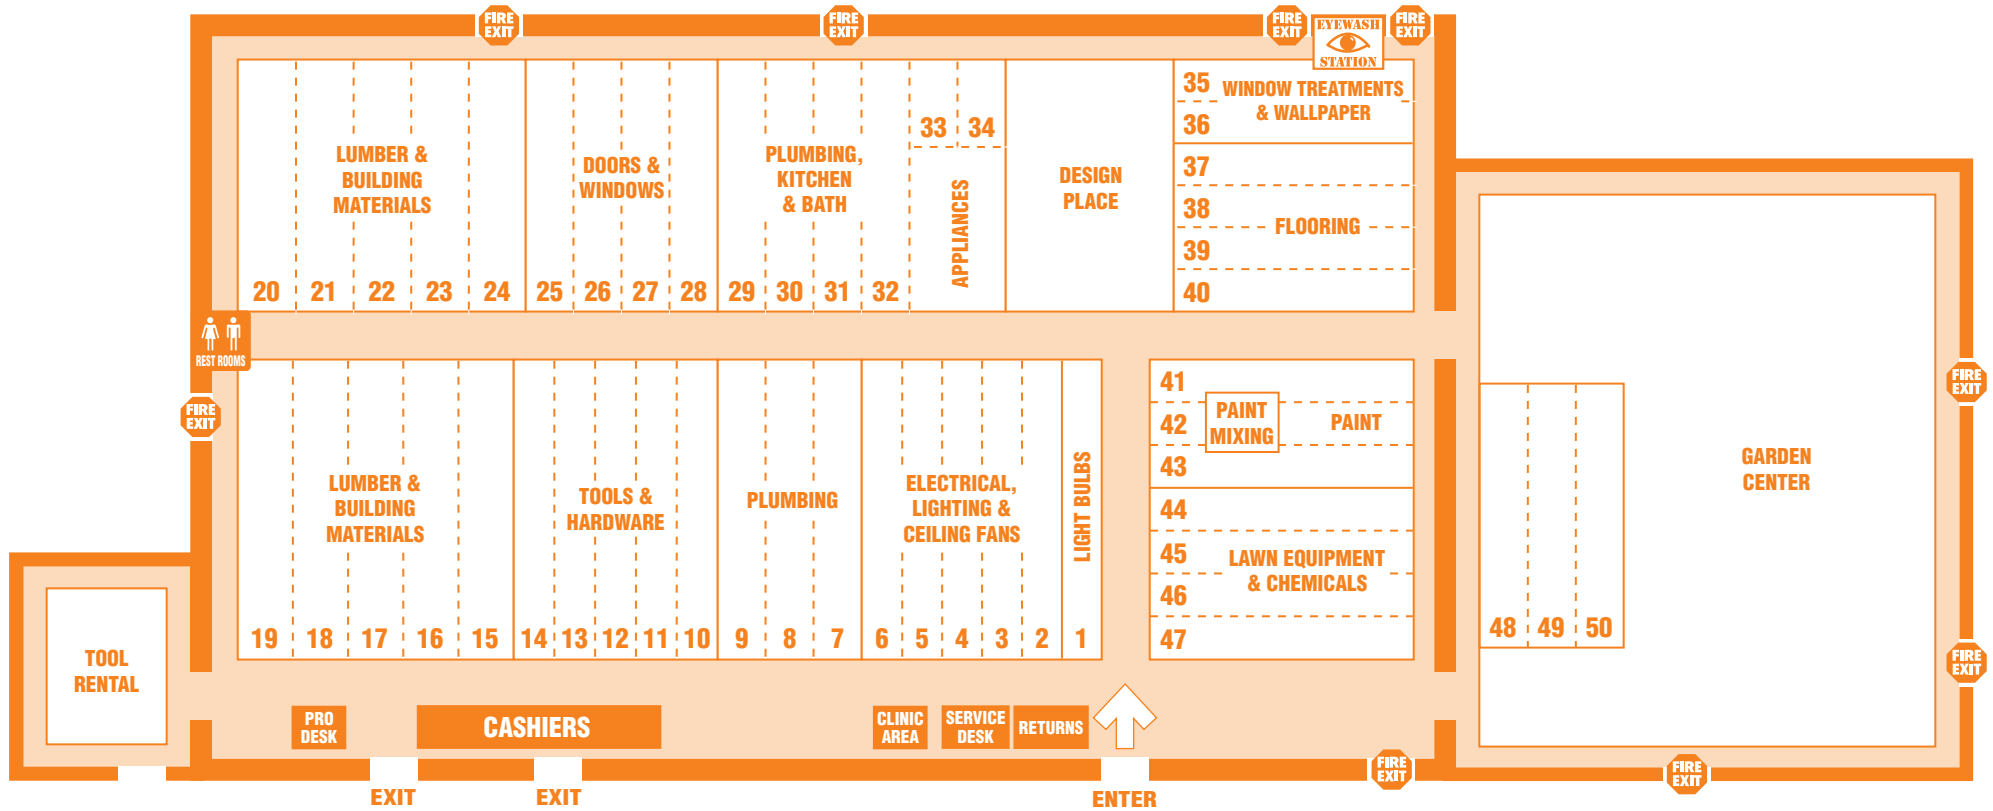 FIRE
EXIT
FIRE
EXIT
FIRE
EXIT
EYEWASH
STATION
FIRE
EXIT
LUMBER &
BUILDING
MATERIALS
20 21 22 23 24
DOORS &
WINDOWS
25 26 27 28
PLUMBING,
KITCHEN
& BATH
29 30 31 32
33 34
APPLIANCES
DESIGN
PLACE
35
WINDOW TREATMENTS
& WALLPAPER
36
37
38
FLOORING
39
40
REST ROOMS
FIRE
EXIT
LUMBER &
BUILDING
MATERIALS
19 18 17 16 15
TOOLS &
HARDWARE
14 13 12 11 10
PLUMBING
9 8 7
ELECTRICAL,
LIGHTING &
CEILING FANS
6 5 4 3 2
LIGHT BULBS
1
41
42
PAINT
MIXING
PAINT
43
44
45
LAWN EQUIPMENT
& CHEMICALS
46
47
48 49 50
GARDEN
CENTER
FIRE
EXIT
FIRE
EXIT
TOOL
RENTAL
PRO
DESK
CASHIERS
CLINIC
AREA
SERVICE
DESK
RETURNS
FIRE
EXIT
FIRE
EXIT
EXIT
EXIT
ENTER